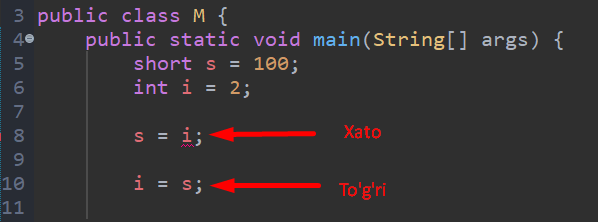 3 public class M {
4 public static void main(String[] args) {
5 short s = 100;
6 int i = 2;
7
8 s = i; Xato
9
10 i = s; To'g'ri
11